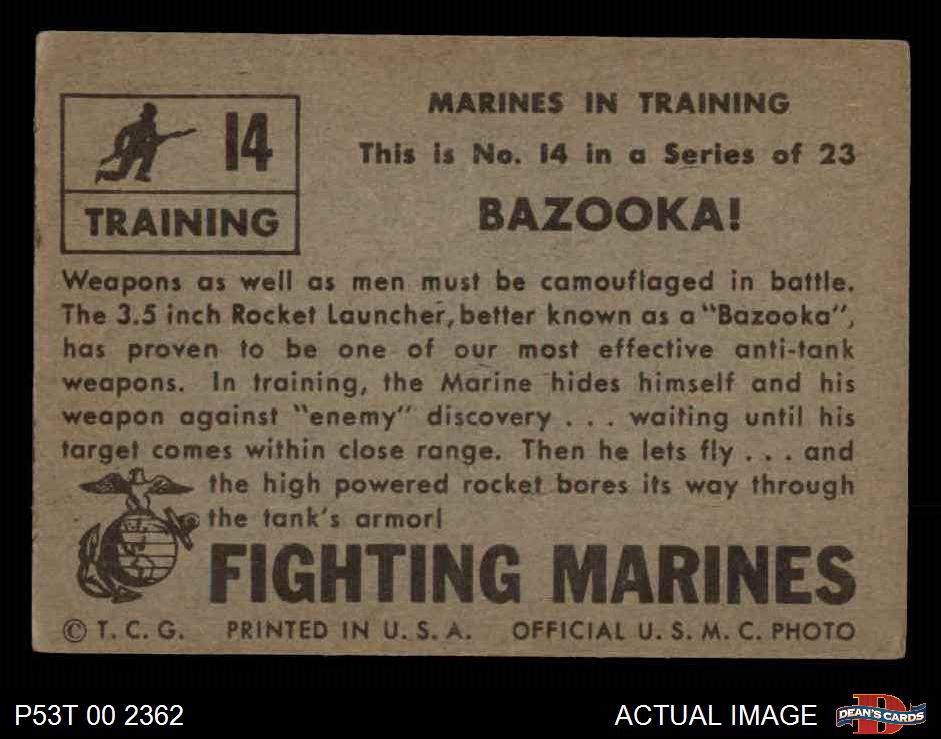 14
TRAINING
MARINES IN TRAINING
This is No. 14 in a Series of 23
BAZOOKA!
Weapons as well as men must be camouflaged in battle.
The 3.5 inch Rocket Launcher, better known as a "Bazooka",
has proven to be one of our most effective anti-tank
weapons. In training, the Marine hides himself and his
weapon against "enemy" discovery . . . waiting until his
target comes within close range. Then he lets fly . . . and
the high powered rocket bores its way through
the tank's armor!
FIGHTING MARINES
© T. C. G. PRINTED IN U. S. A. OFFICIAL U. S. M. C. PHOTO
P53T 00 2362
ACTUAL IMAGE
D
DEAN'S CARDS